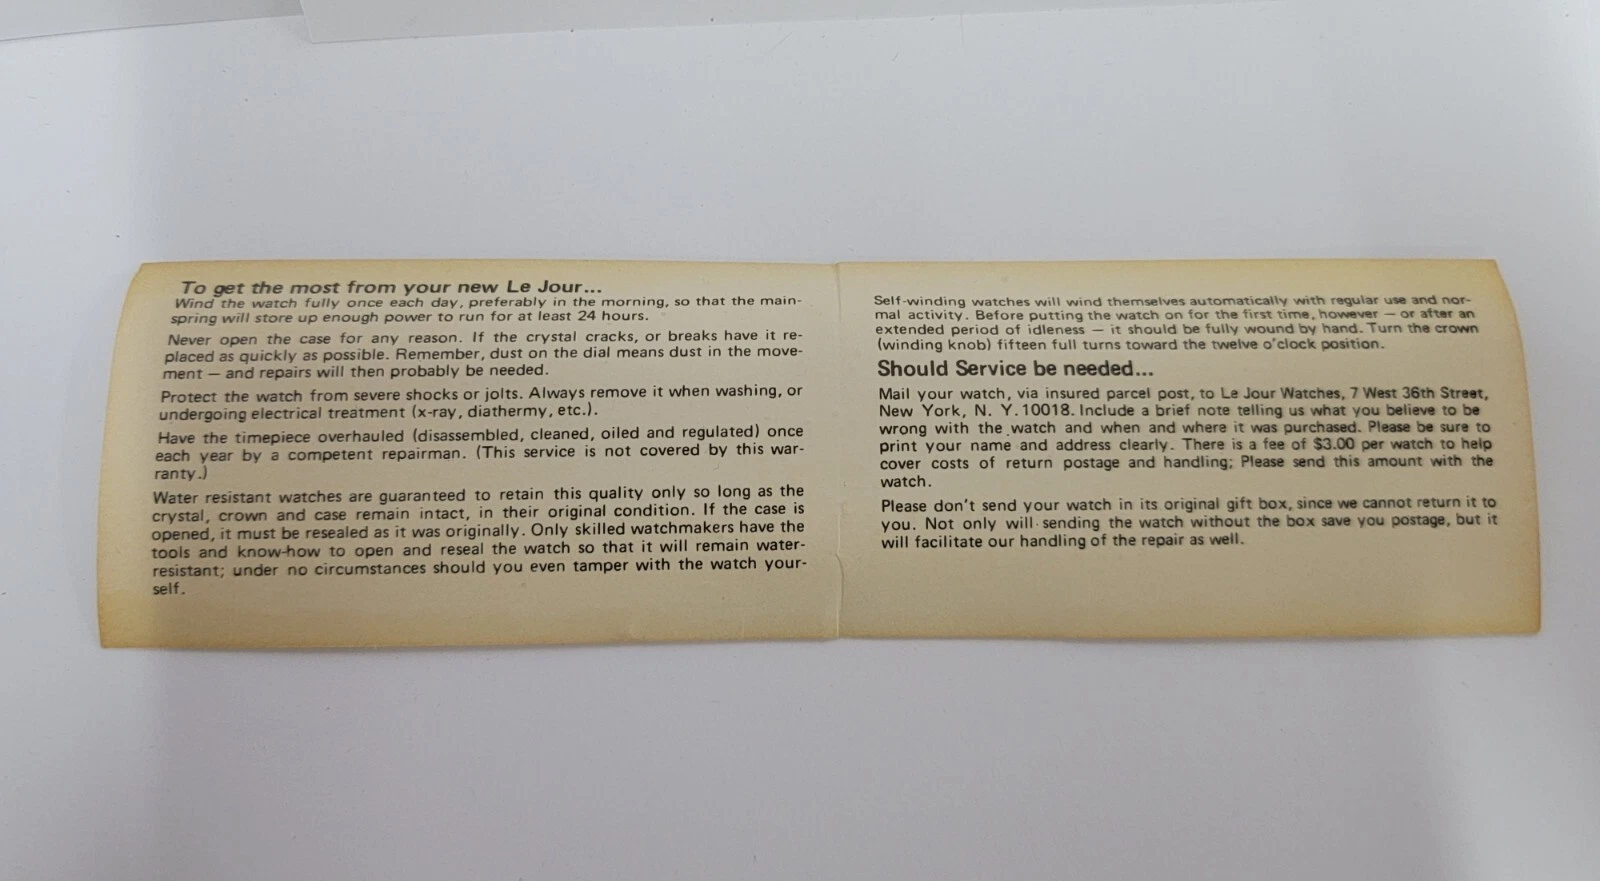 To get the most from your new Le Jour...
Wind the watch fully once each day, preferably in the morning, so that the main-
spring will store up enough power to run for at least 24 hours.
Never open the case for any reason. If the crystal cracks, or breaks have it re-
placed as quickly as possible. Remember, dust on the dial means dust in the move-
ment — and repairs will then probably be needed.
Protect the watch from severe shocks or jolts. Always remove it when washing, or
undergoing electrical treatment (x-ray, diathermy, etc.).
Have the timepiece overhauled (disassembled, cleaned, oiled and regulated) once
each year by a competent repairman. (This service is not covered by this war-
ranty.)
Water resistant watches are guaranteed to retain this quality only so long as the
crystal, crown and case remain intact, in their original condition. If the case is
opened, it must be resealed as it was originally. Only skilled watchmakers have the
tools and know-how to open and reseal the watch so that it will remain water-
resistant; under no circumstances should you even tamper with the watch your-
self.
Self-winding watches will wind themselves automatically with regular use and nor-
mal activity. Before putting the watch on for the first time, however — or after an
extended period of idleness — it should be fully wound by hand. Turn the crown
(winding knob) fifteen full turns toward the twelve o'clock position.
Should Service be needed...
Mail your watch, via insured parcel post, to Le Jour Watches, 7 West 36th Street,
New York, N. Y. 10018. Include a brief note telling us what you believe to be
wrong with the watch and when and where it was purchased. Please be sure to
print your name and address clearly. There is a fee of $3.00 per watch to help
cover costs of return postage and handling; Please send this amount with the
watch.
Please don't send your watch in its original gift box, since we cannot return it to
you. Not only will sending the watch without the box save you postage, but it
will facilitate our handling of the repair as well.